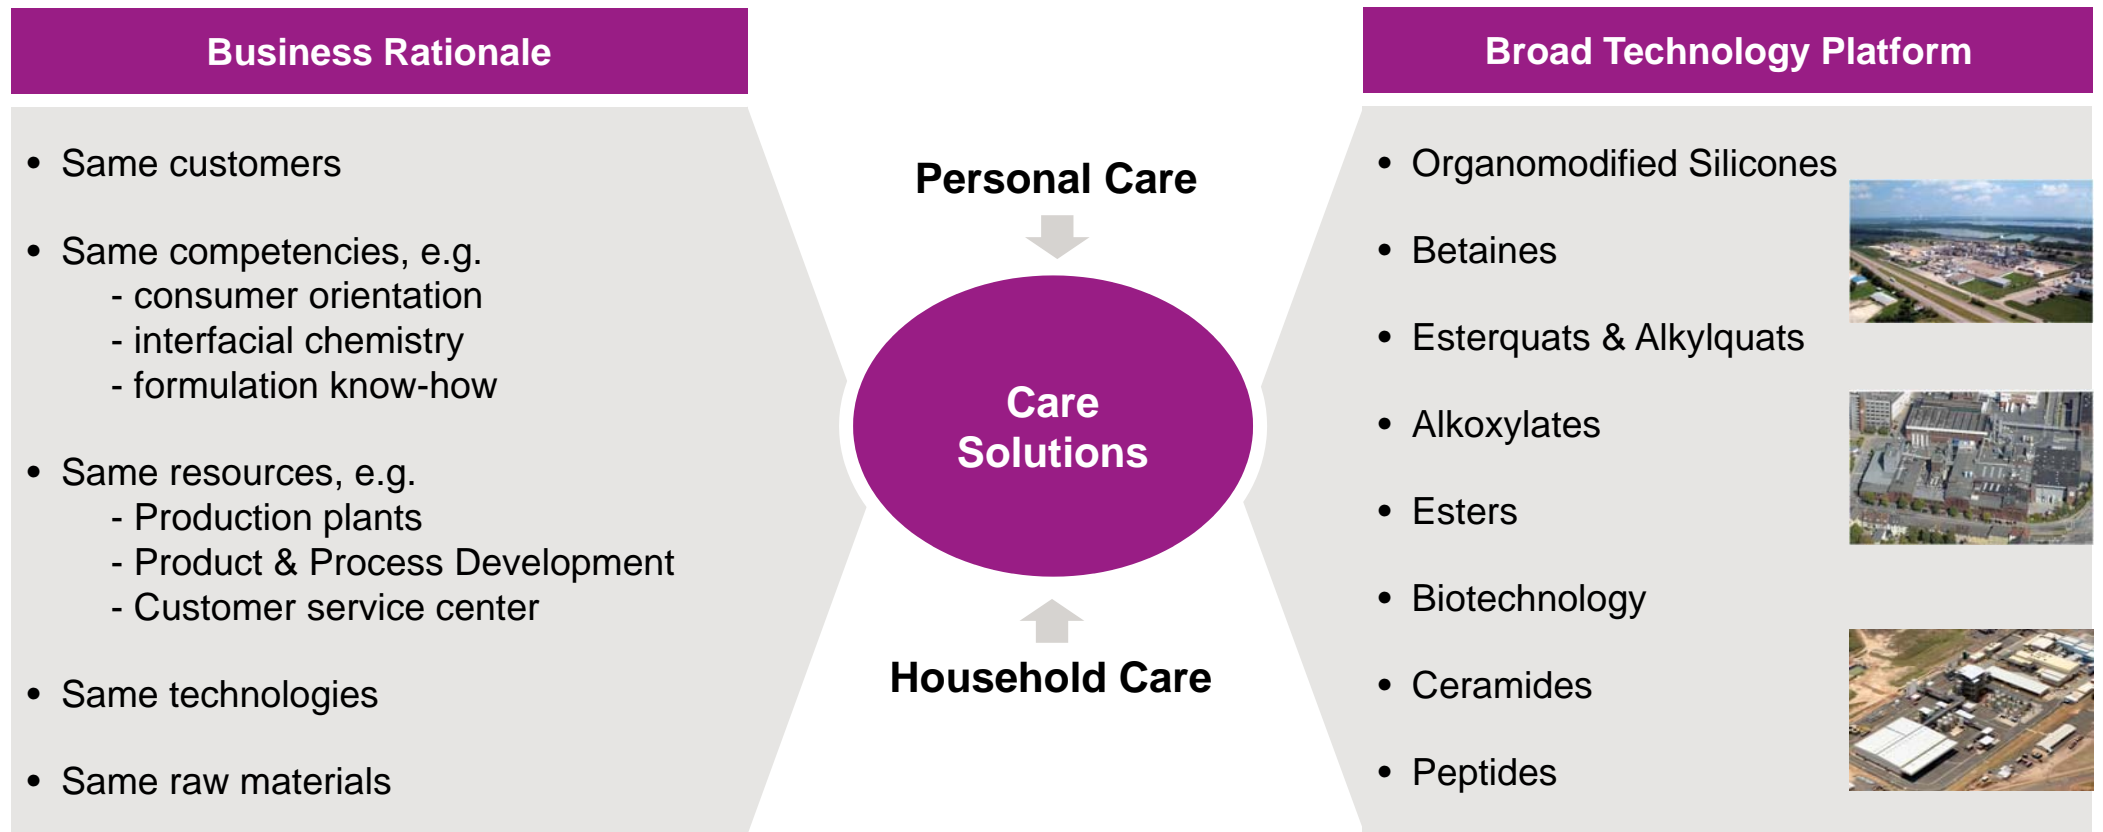 Business Rationale
• Same customers
• Same competencies, e.g.
- consumer orientation
- interfacial chemistry
- formulation know-how
• Same resources, e.g.
- Production plants
- Product & Process Development
- Customer service center
• Same technologies
• Same raw materials
Personal Care
Care
Solutions
Household Care
Broad Technology Platform
• Organomodified Silicones
• Betaines
• Esterquats & Alkylquats
• Alkoxylates
• Esters
• Biotechnology
• Ceramides
• Peptides